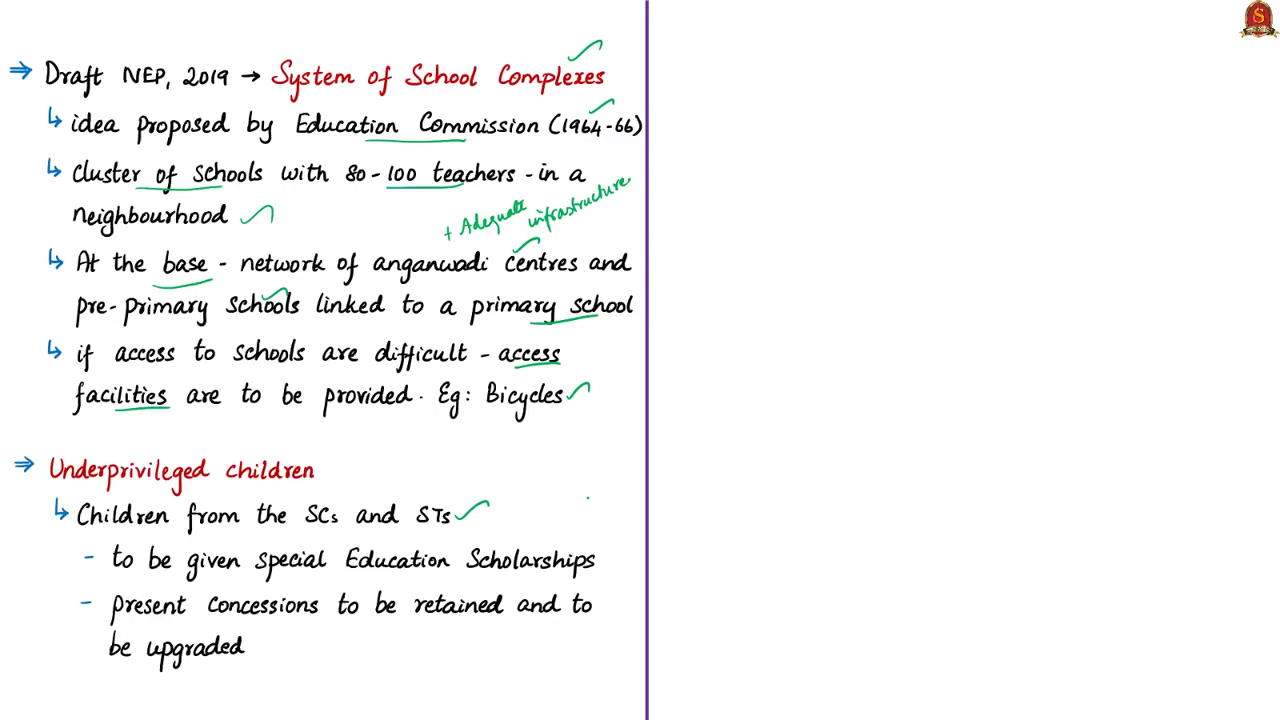 ⇒ Draft NEP, 2019 → System of School Complexes
↳ idea proposed by Education Commission (1964-66)
↳ Cluster of schools with 80-100 teachers - in a
neighbourhood
+ Adequate infrastructure
↳ At the base - network of anganwadi centres and
pre-primary schools linked to a primary school
↳ if access to schools are difficult - access
facilities are to be provided. Eg: Bicycles
⇒ Underprivileged children
↳ Children from the SCs and STs
- to be given special Education Scholarships
- present concessions to be retained and to
be upgraded
S